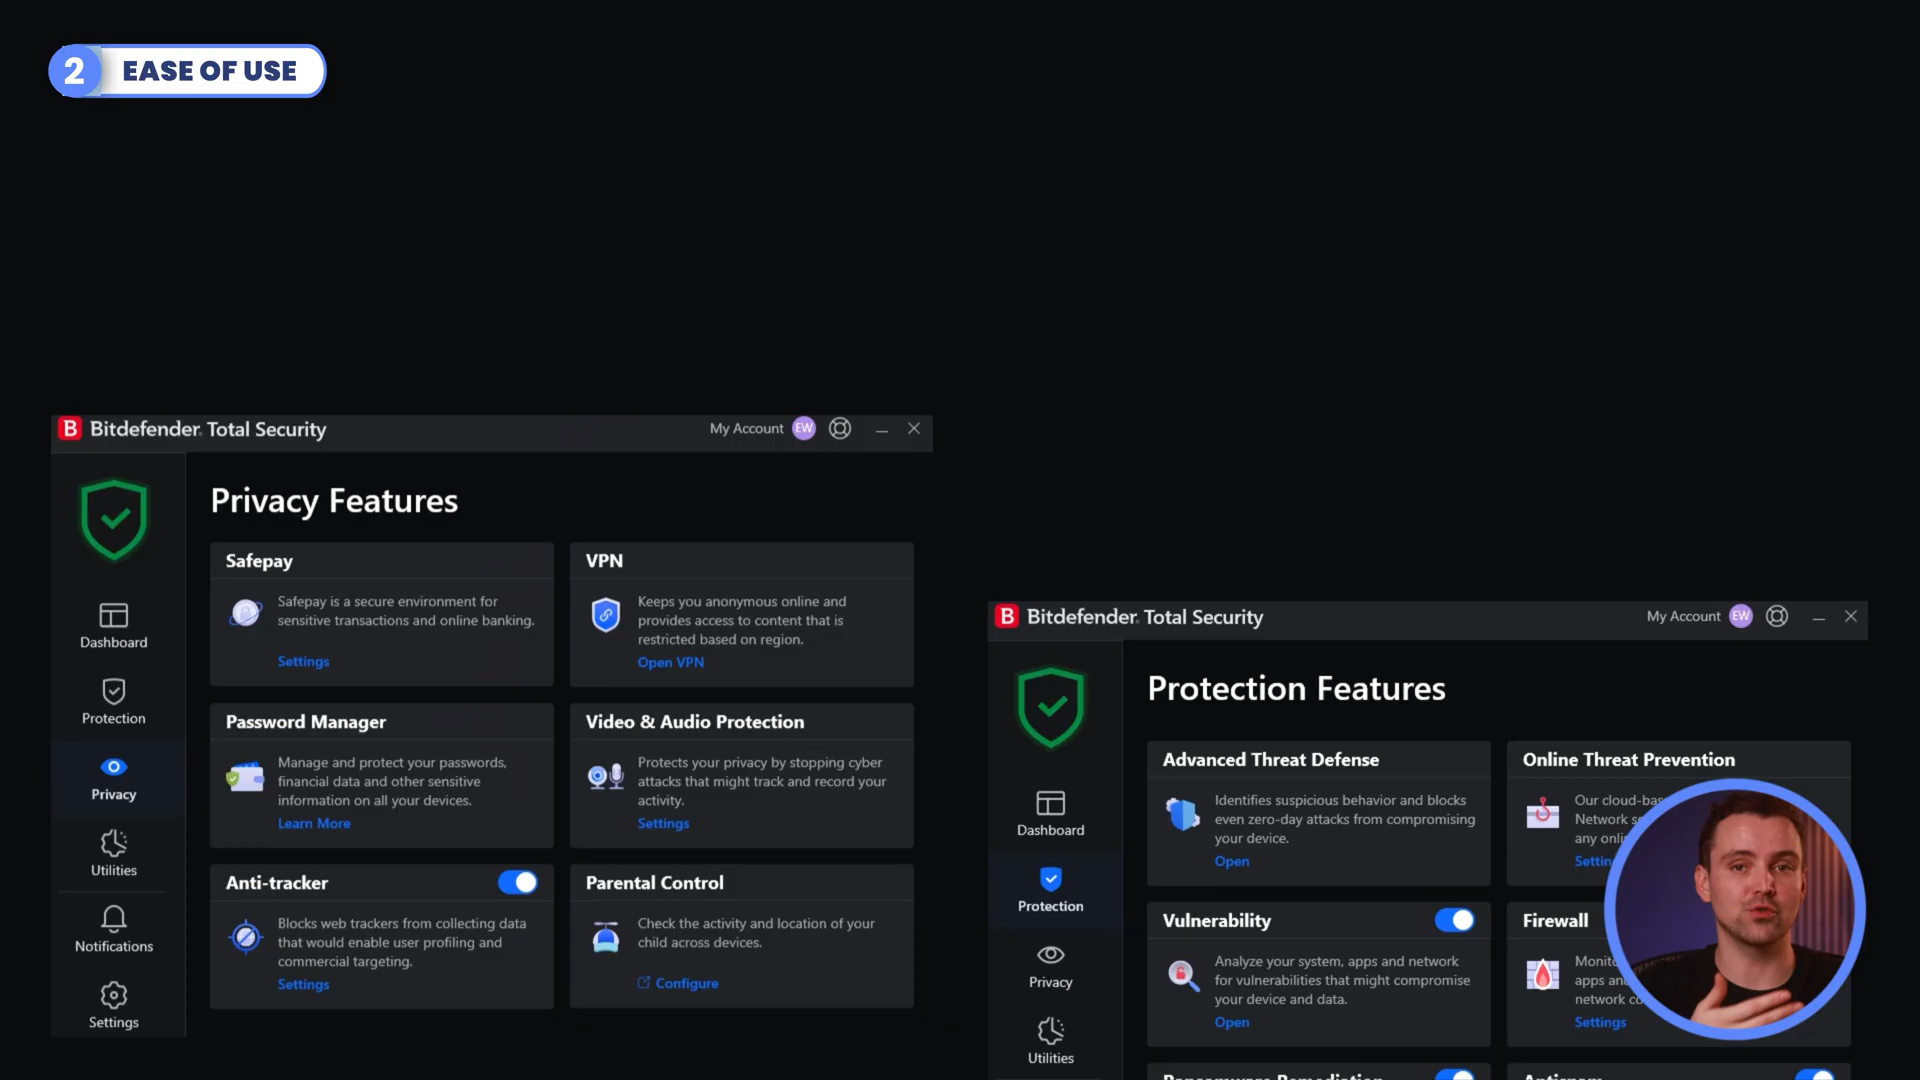 2 EASE OF USE
B Bitdefender Total Security
My Account EW
Privacy Features
Dashboard
Protection
Privacy
Utilities
Notifications
Settings
Safepay
Safepay is a secure environment for
sensitive transactions and online banking.
Settings
VPN
Keeps you anonymous online and
provides access to content that is
restricted based on region.
Open VPN
Password Manager
Manage and protect your passwords,
financial data and other sensitive
information on all your devices.
Learn More
Video & Audio Protection
Protects your privacy by stopping cyber
attacks that might track and record your
activity.
Settings
Anti-tracker
Blocks web trackers from collecting data
that would enable user profiling and
commercial targeting.
Settings
Parental Control
Check the activity and location of your
child across devices.
Configure
B Bitdefender Total Security
My Account EW
Protection Features
Dashboard
Protection
Privacy
Utilities
Advanced Threat Defense
Identifies suspicious behavior and blocks
even zero-day attacks from compromising
your device.
Open
Online Threat Prevention
Our
Network
any
Vulnerability
Analyze your system, apps and network
for vulnerabilities that might compromise
your device and data.
Open
Firewall
apps
network
Settings